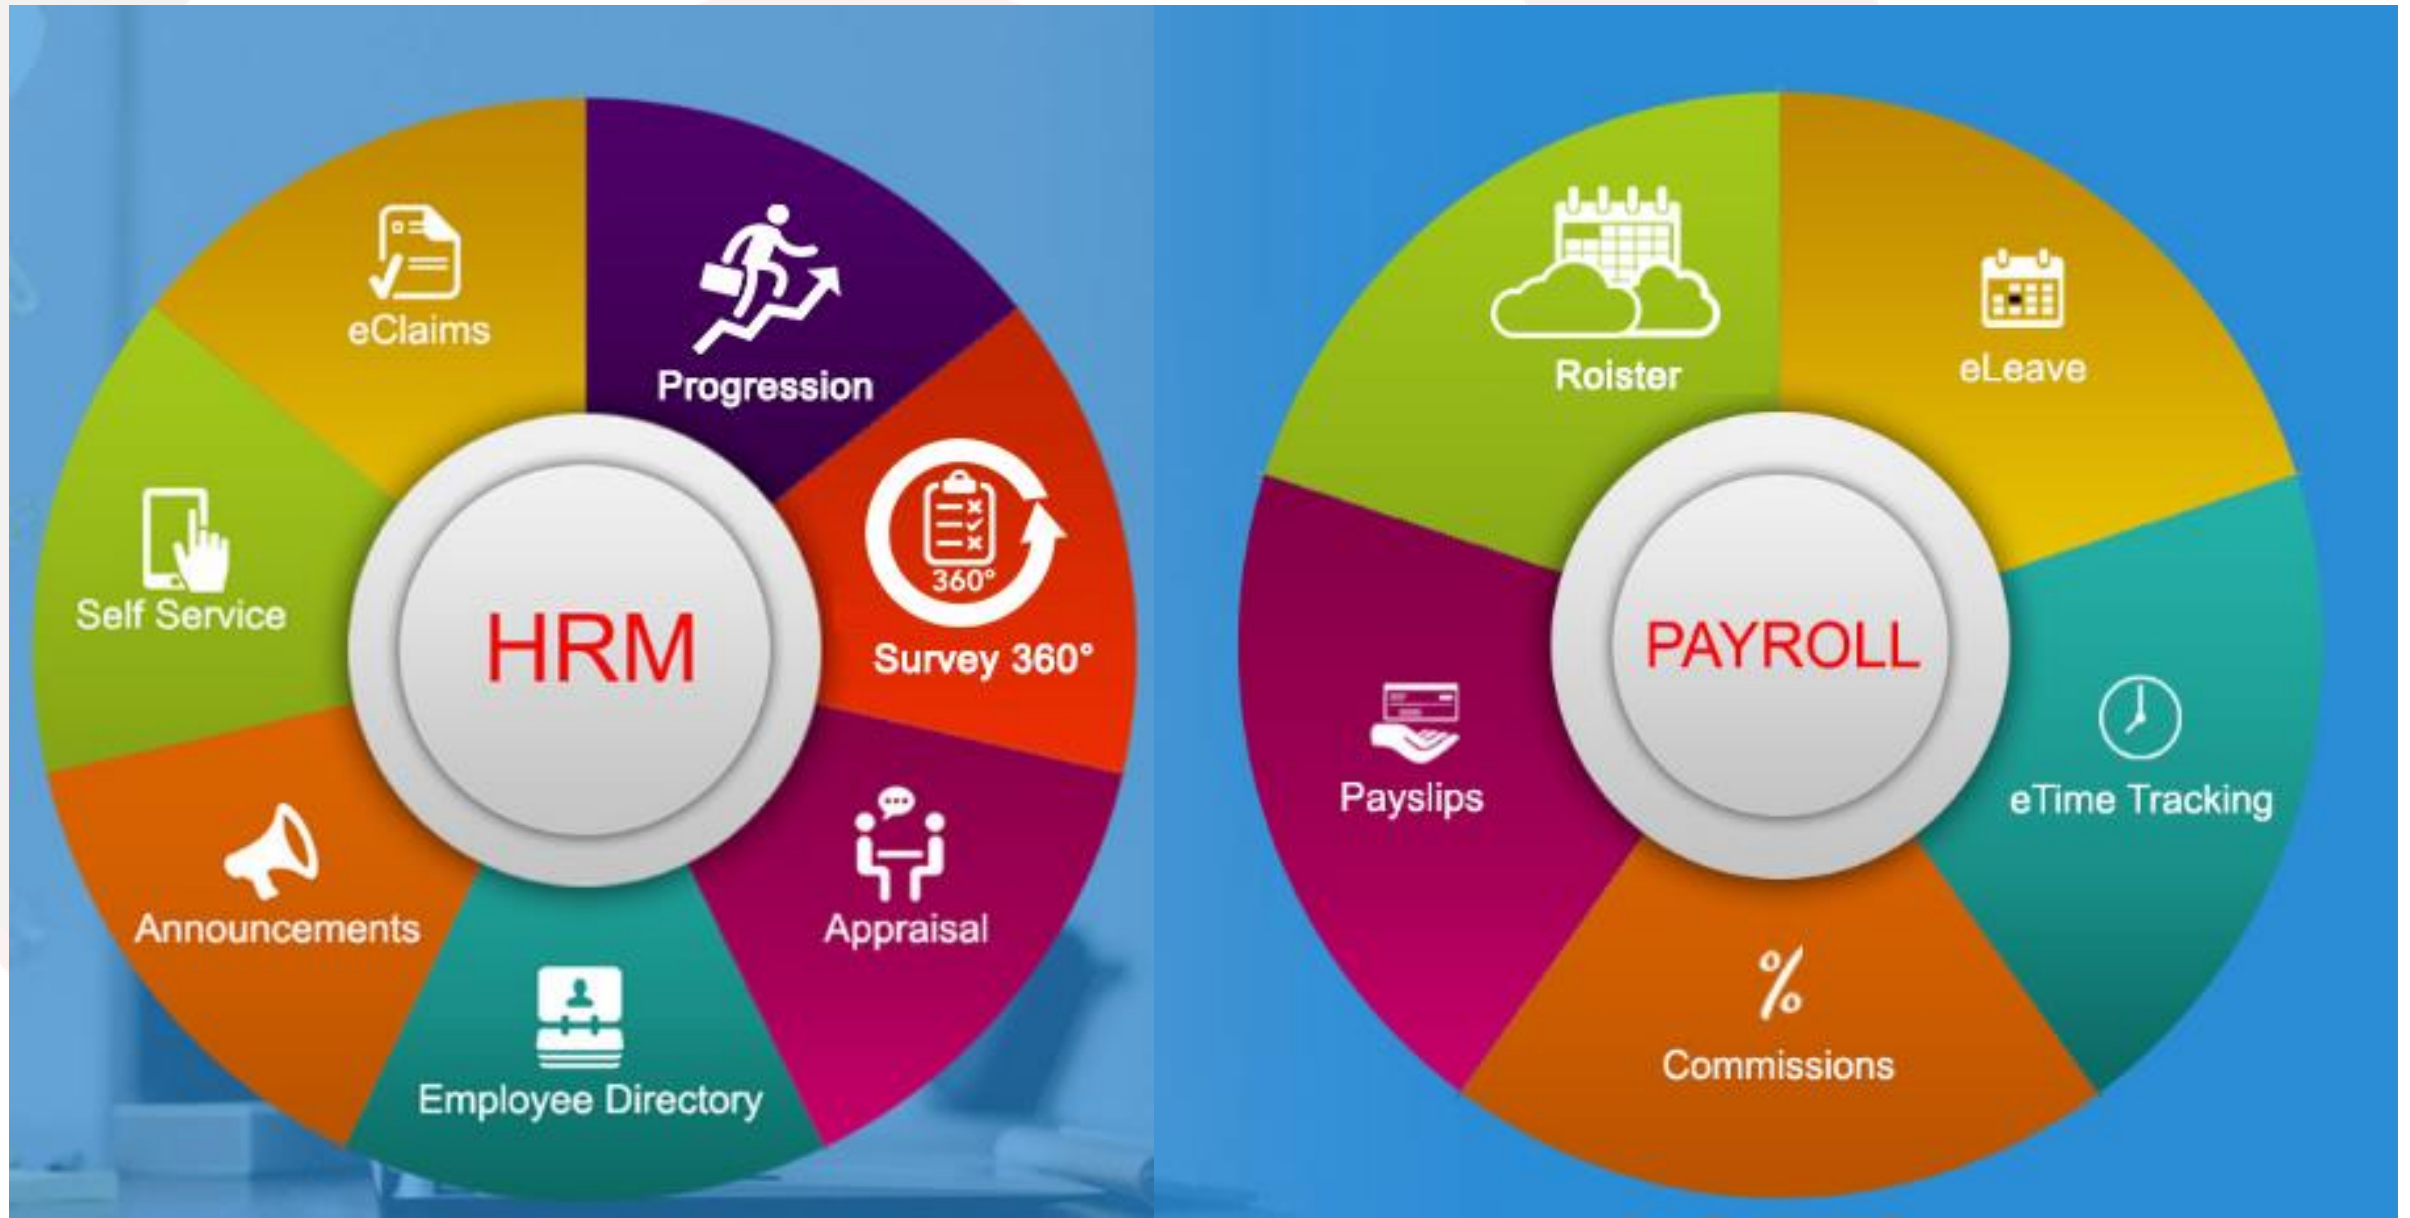 eClaims
Progression
360°
Survey 360°
Self Service
HRM
Announcements
Appraisal
Employee Directory
Roister
eLeave
PAYROLL
Payslips
eTime Tracking
%
Commissions